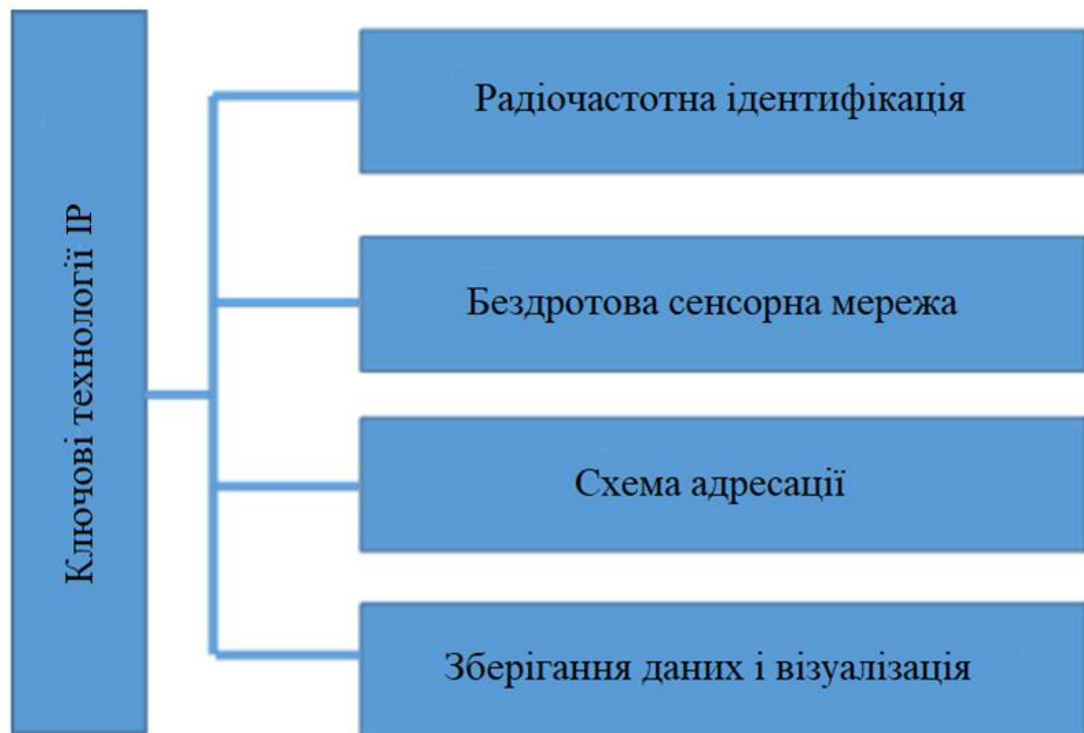 Ключові технології ІР
Радіочастотна ідентифікація
Бездротова сенсорна мережа
Схема адресації
Зберігання даних і візуалізація